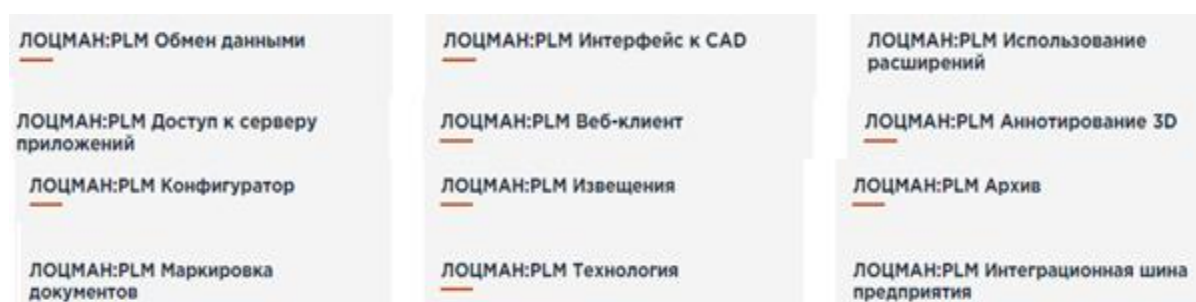 ЛОЦМАН:PLM Обмен данными
ЛОЦМАН:PLM Интерфейс к CAD
ЛОЦМАН:PLM Использование
расширений
ЛОЦМАН:PLM Доступ к серверу
приложений
ЛОЦМАН:PLM Веб-клиент
ЛОЦМАН:PLM Аннотирование 3D
ЛОЦМАН:PLM Конфигуратор
ЛОЦМАН:PLM Извещения
ЛОЦМАН:PLM Архив
ЛОЦМАН:PLM Маркировка
документов
ЛОЦМАН:PLM Технология
ЛОЦМАН:PLM Интеграционная шина
предприятия